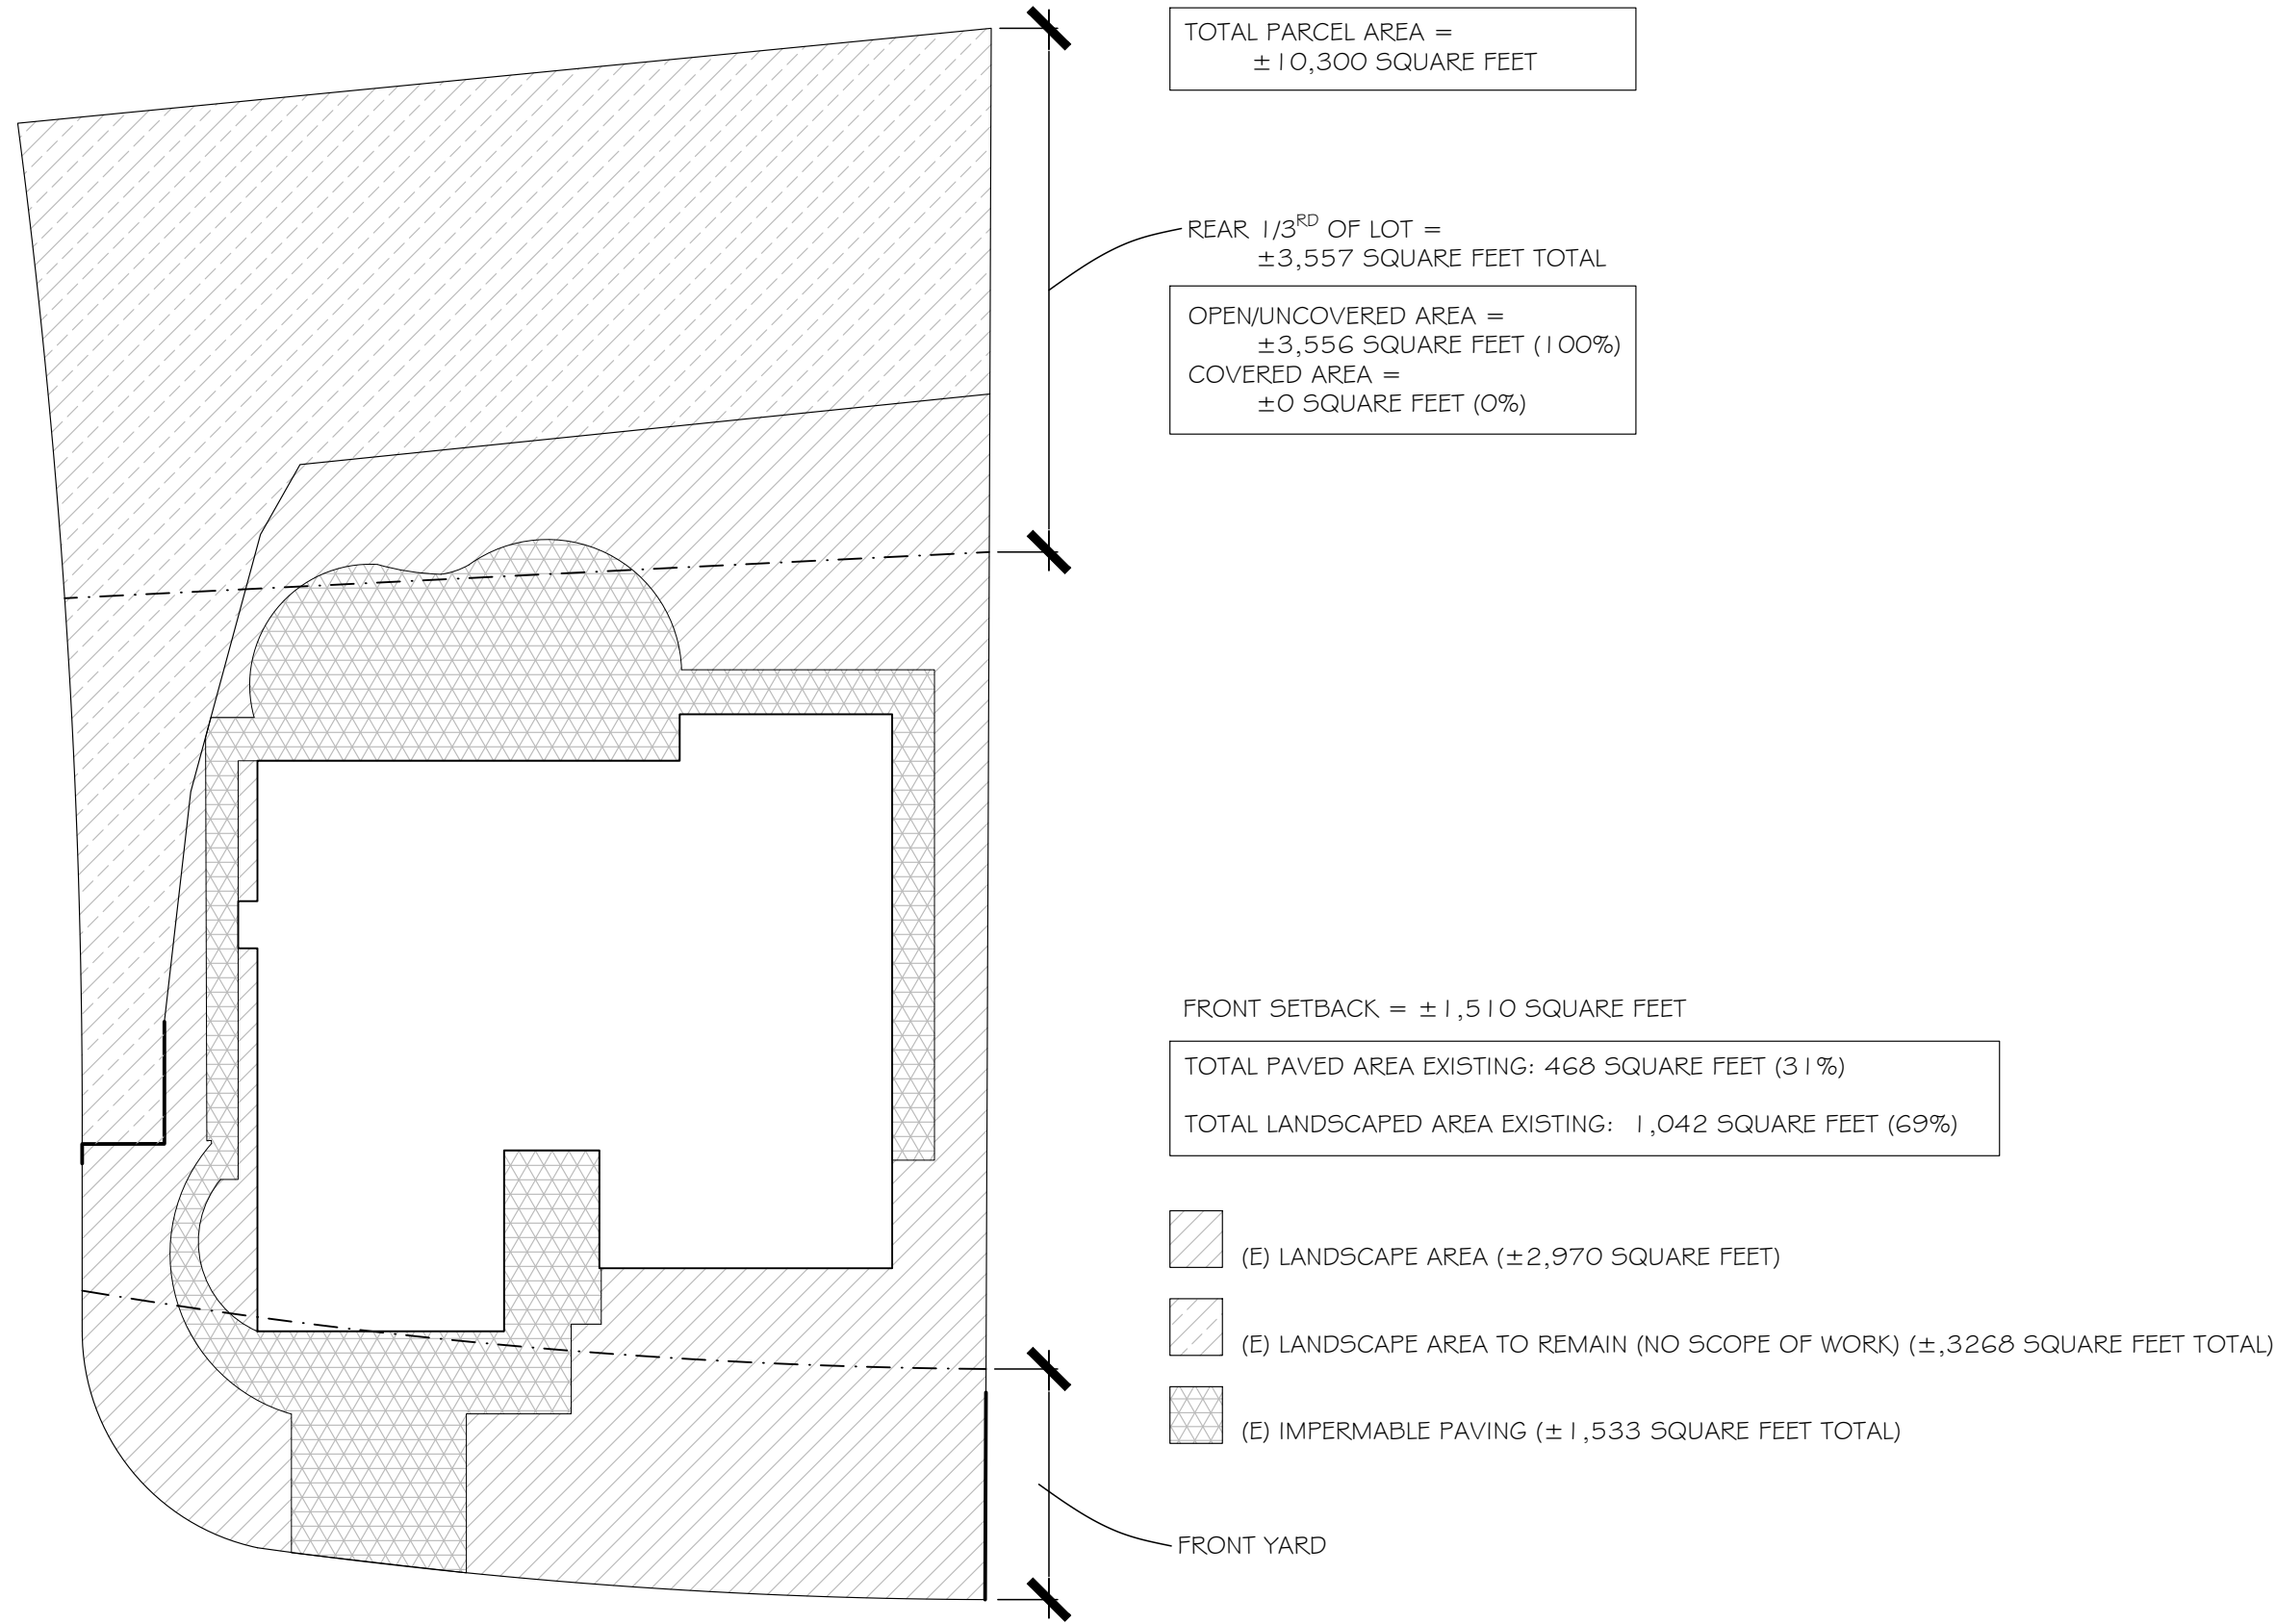 TOTAL PARCEL AREA =
±10,300 SQUARE FEET
REAR 1/3RD OF LOT =
±3,557 SQUARE FEET TOTAL
OPEN/UNCOVERED AREA =
±3,556 SQUARE FEET (100%)
COVERED AREA =
±0 SQUARE FEET (0%)
FRONT SETBACK = ±1,510 SQUARE FEET
TOTAL PAVED AREA EXISTING: 468 SQUARE FEET (31%)
TOTAL LANDSCAPED AREA EXISTING: 1,042 SQUARE FEET (69%)
(E) LANDSCAPE AREA (±2,970 SQUARE FEET)
(E) LANDSCAPE AREA TO REMAIN (NO SCOPE OF WORK) (±,3268 SQUARE FEET TOTAL)
(E) IMPERMABLE PAVING (±1,533 SQUARE FEET TOTAL)
FRONT YARD